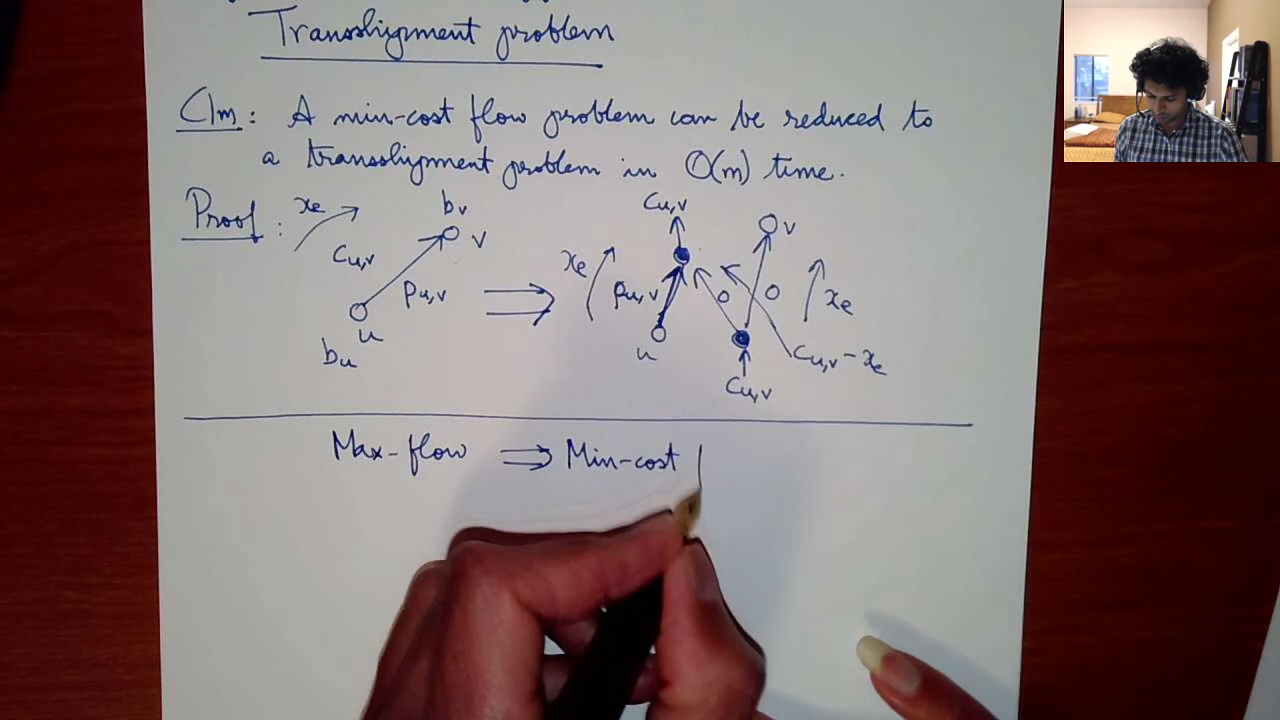 Transshipment problem
Clm: A min-cost flow problem can be reduced to
a transshipment problem in O(m) time.
Proof:
xe
bv
v
Cu,v
pu,v
u
bu
Cu,v
v
xe
pu,v
0
0
xe
u
Cu,v - xe
Cu,v
Max-flow ⇒ Min-cost